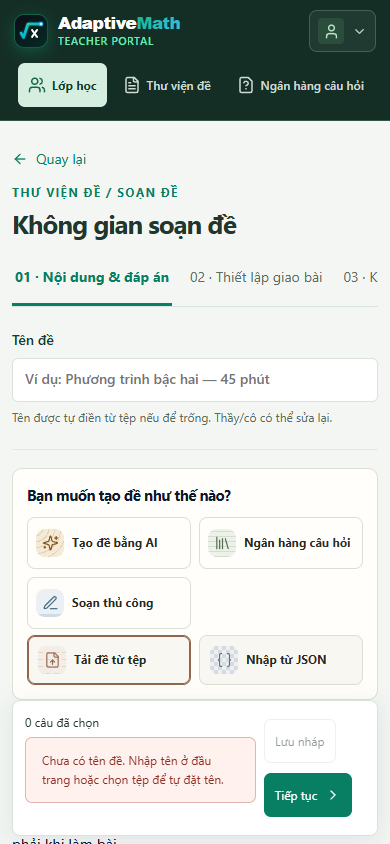 AdaptiveMath
TEACHER PORTAL
Lớp học
Thư viện đề
Ngân hàng câu hỏi
Quay lại
THƯ VIỆN ĐỀ / SOẠN ĐỀ
Không gian soạn đề
01 · Nội dung & đáp án
02 · Thiết lập giao bài
03 · K
Tên đề
Ví dụ: Phương trình bậc hai — 45 phút
Tên được tự điền từ tệp nếu để trống. Thầy/cô có thể sửa lại.
Bạn muốn tạo đề như thế nào?
Tạo đề bằng AI
Ngân hàng câu hỏi
Soạn thủ công
Tải đề từ tệp
Nhập từ JSON
0 câu đã chọn
Lưu nháp
Chưa có tên đề. Nhập tên ở đầu
trang hoặc chọn tệp để tự đặt tên.
Tiếp tục
phải khi làm bài